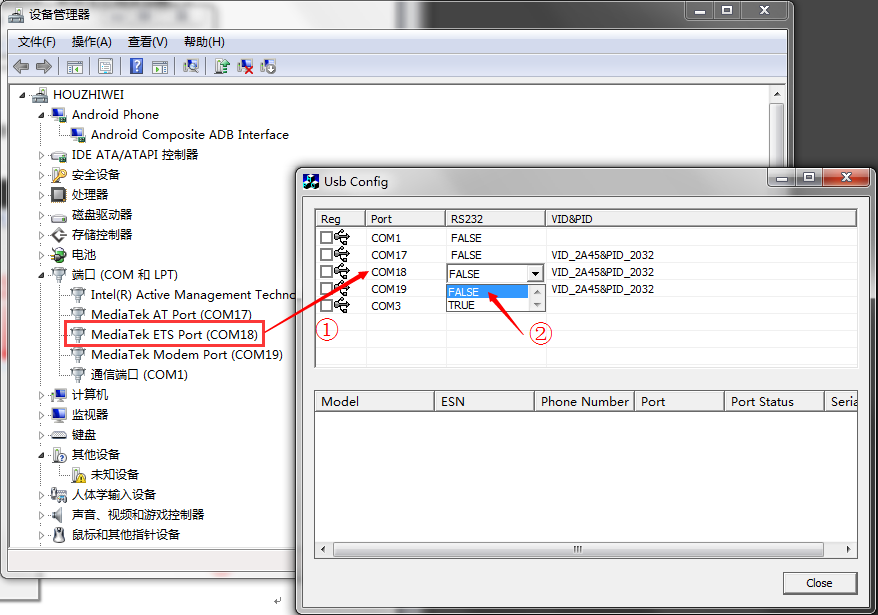 设备管理器
文件(F) 操作(A) 查看(V) 帮助(H)
HOUZHIWEI
Android Phone
Android Composite ADB Interface
IDE ATA/ATAPI 控制器
安全设备
处理器
磁盘驱动器
存储控制器
电池
端口 (COM 和 LPT)
Intel(R) Active Management Techno
MediaTek AT Port (COM17)
MediaTek ETS Port (COM18)
MediaTek Modem Port (COM19)
通信端口 (COM1)
计算机
监视器
键盘
其他设备
未知设备
人体学输入设备
声音、视频和游戏控制器
鼠标和其他指针设备
Usb Config
Reg Port RS232 VID&PID
COM1 FALSE
COM17 FALSE VID_2A45&PID_2032
COM18 FALSE VID_2A45&PID_2032
COM19 FALSE VID_2A45&PID_2032
COM3 TRUE
① ②
Model ESN Phone Number Port Port Status Seria
Close